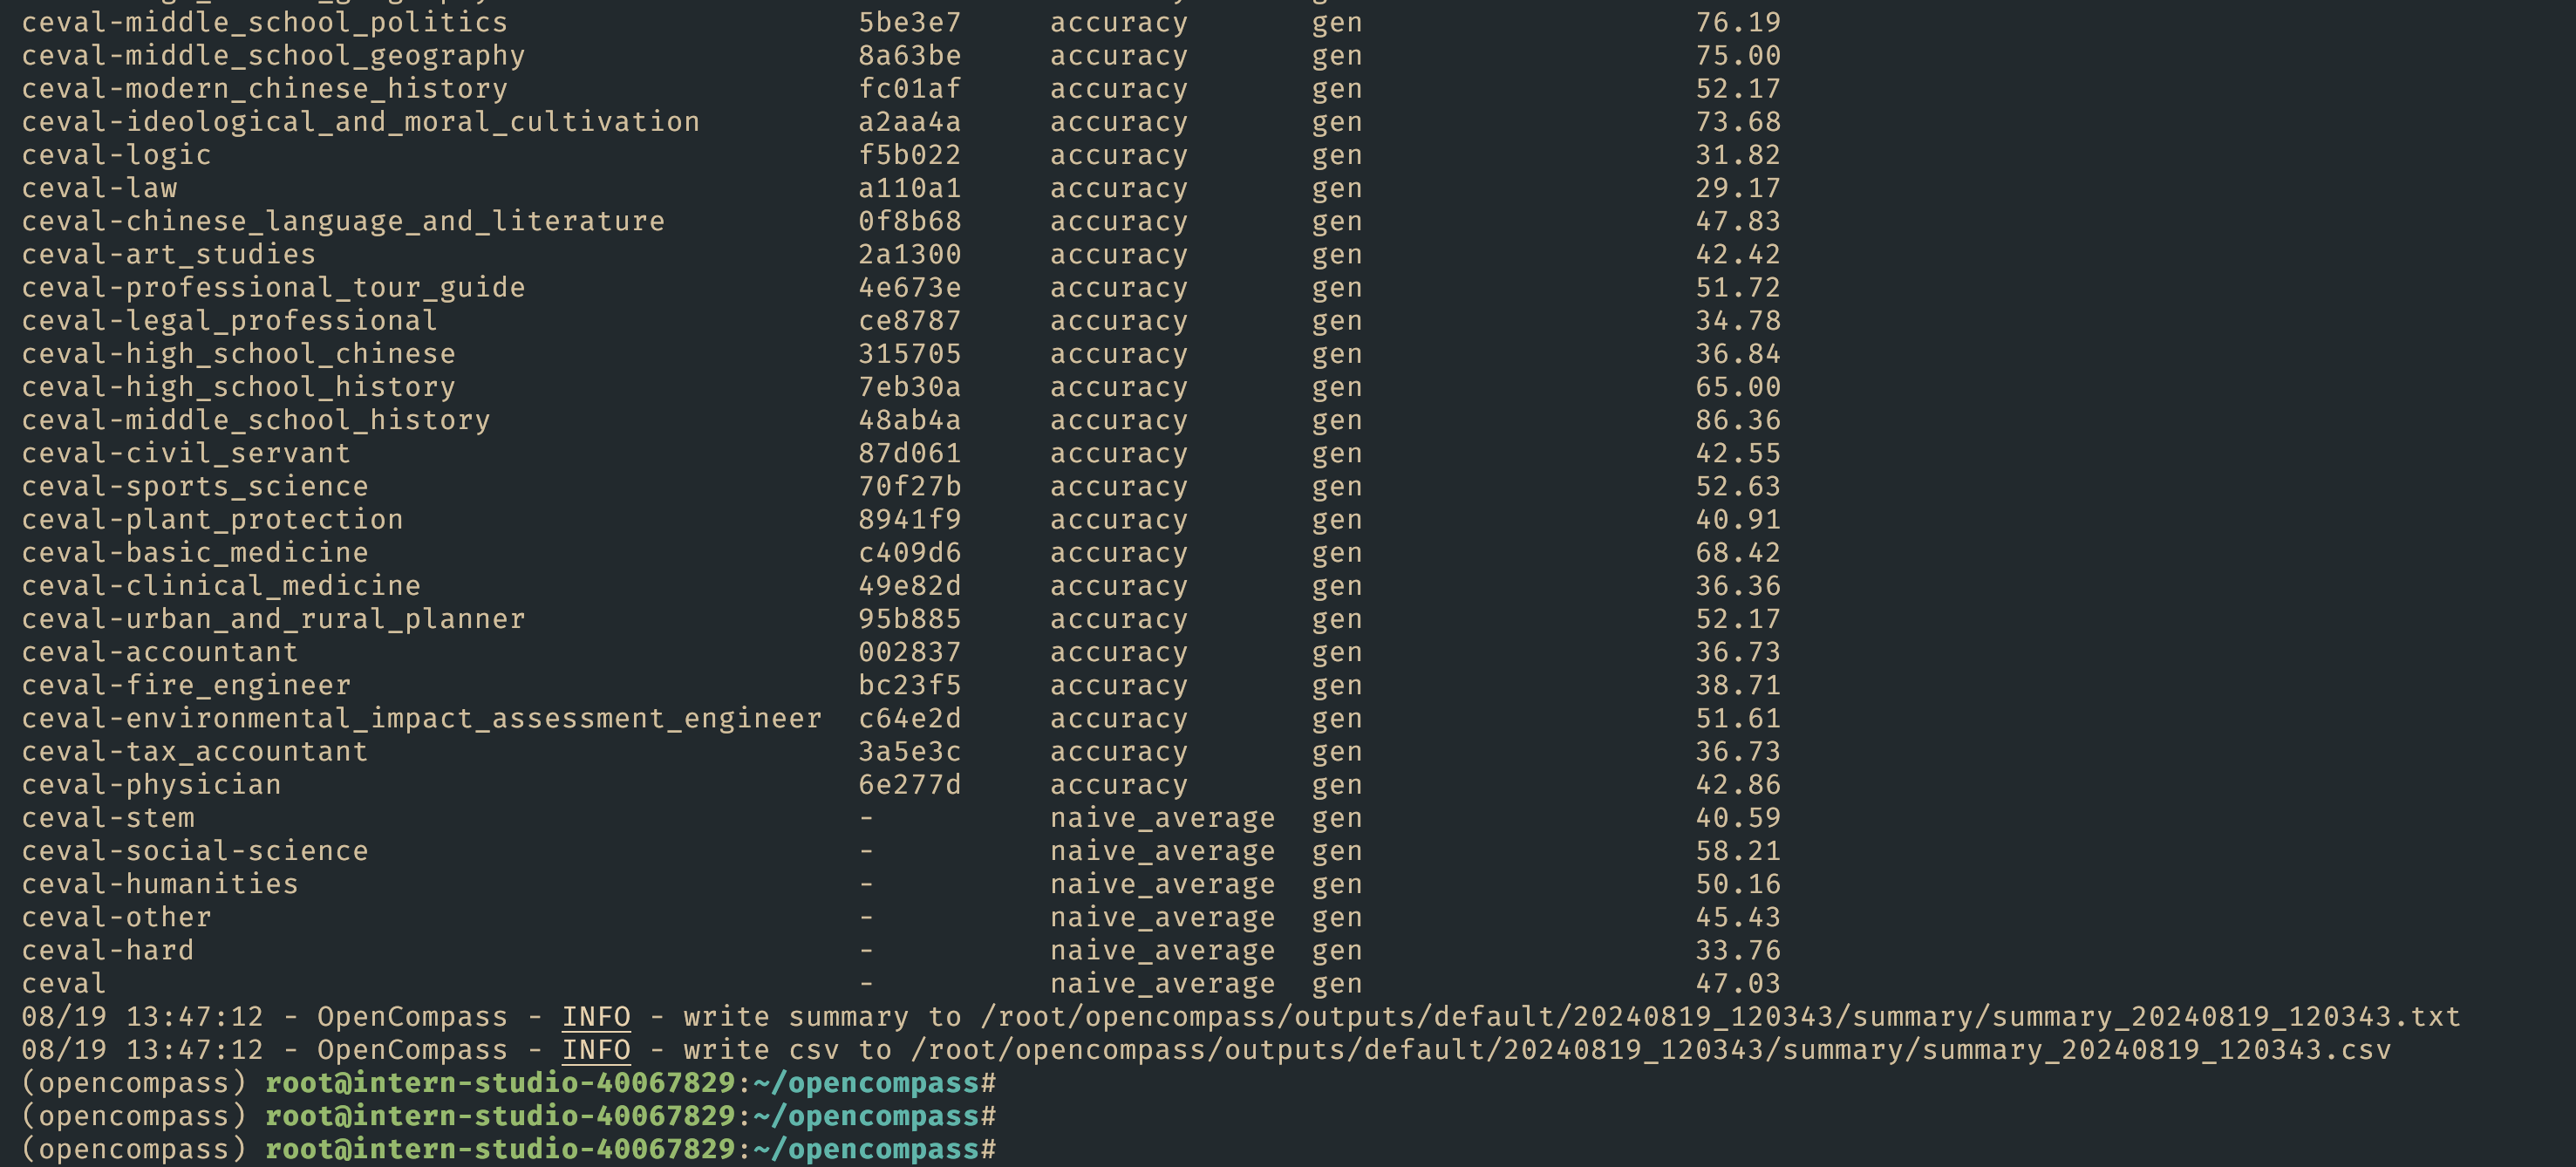 ceval-middle_school_politics 5be3e7 accuracy gen 76.19
ceval-middle_school_geography 8a63be accuracy gen 75.00
ceval-modern_chinese_history fc01af accuracy gen 52.17
ceval-ideological_and_moral_cultivation a2aa4a accuracy gen 73.68
ceval-logic f5b022 accuracy gen 31.82
ceval-law a110a1 accuracy gen 29.17
ceval-chinese_language_and_literature 0f8b68 accuracy gen 47.83
ceval-art_studies 2a1300 accuracy gen 42.42
ceval-professional_tour_guide 4e673e accuracy gen 51.72
ceval-legal_professional ce8787 accuracy gen 34.78
ceval-high_school_chinese 315705 accuracy gen 36.84
ceval-high_school_history 7eb30a accuracy gen 65.00
ceval-middle_school_history 48ab4a accuracy gen 86.36
ceval-civil_servant 87d061 accuracy gen 42.55
ceval-sports_science 70f27b accuracy gen 52.63
ceval-plant_protection 8941f9 accuracy gen 40.91
ceval-basic_medicine c409d6 accuracy gen 68.42
ceval-clinical_medicine 49e82d accuracy gen 36.36
ceval-urban_and_rural_planner 95b885 accuracy gen 52.17
ceval-accountant 002837 accuracy gen 36.73
ceval-fire_engineer bc23f5 accuracy gen 38.71
ceval-environmental_impact_assessment_engineer c64e2d accuracy gen 51.61
ceval-tax_accountant 3a5e3c accuracy gen 36.73
ceval-physician 6e277d accuracy gen 42.86
ceval-stem - naive_average gen 40.59
ceval-social-science - naive_average gen 58.21
ceval-humanities - naive_average gen 50.16
ceval-other - naive_average gen 45.43
ceval-hard - naive_average gen 33.76
ceval - naive_average gen 47.03
08/19 13:47:12 - OpenCompass - INFO - write summary to /root/opencompass/outputs/default/20240819_120343/summary/summary_20240819_120343.txt
08/19 13:47:12 - OpenCompass - INFO - write csv to /root/opencompass/outputs/default/20240819_120343/summary/summary_20240819_120343.csv
(opencompass) root@intern-studio-40067829:~/opencompass#
(opencompass) root@intern-studio-40067829:~/opencompass#
(opencompass) root@intern-studio-40067829:~/opencompass#